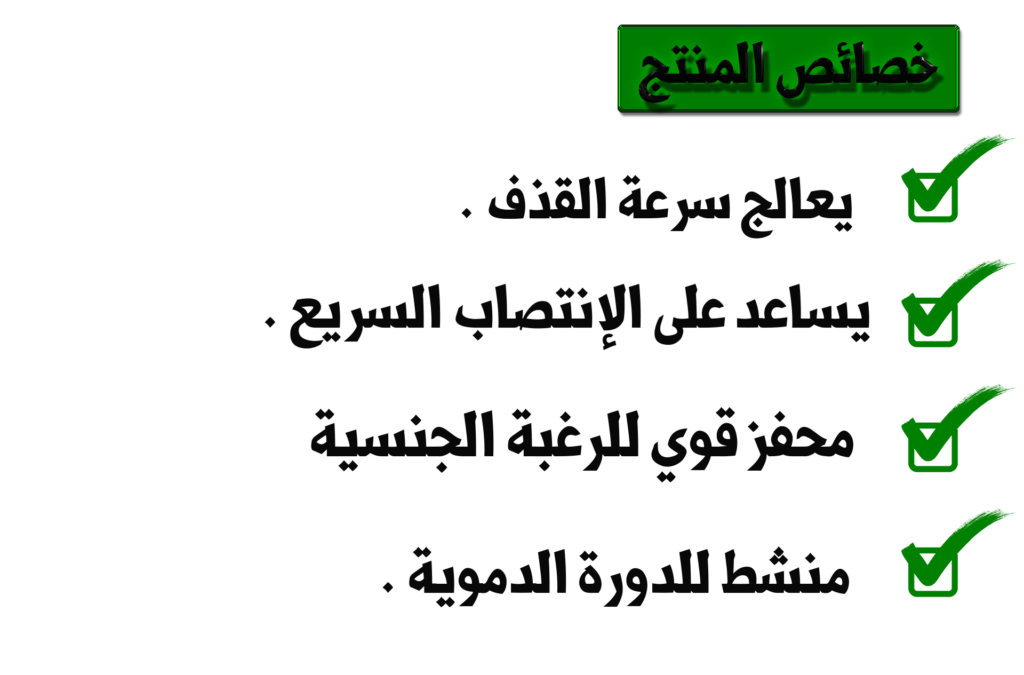 خصائص المنتج
يعالج سرعة القذف .
يساعد على الإنتصاب السريع .
محفز قوي للرغبة الجنسية
منشط للدورة الدموية .